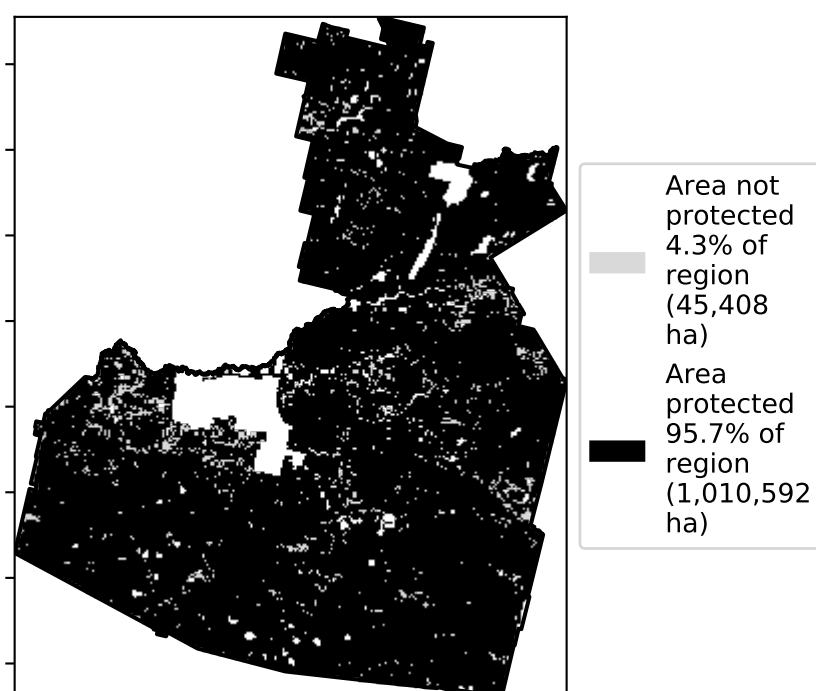 Area not
protected
4.3% of
region
(45,408
ha)
Area
protected
95.7% of
region
(1,010,592
ha)